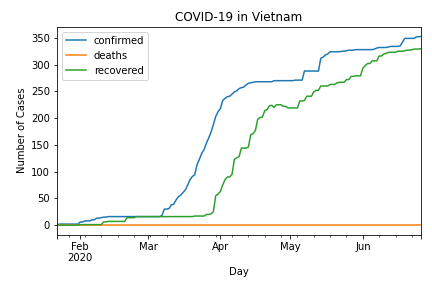 COVID-19 in Vietnam
confirmed
deaths
recovered
Number of Cases
350
300
250
200
150
100
50
0
Feb Mar Apr May Jun
2020
Day